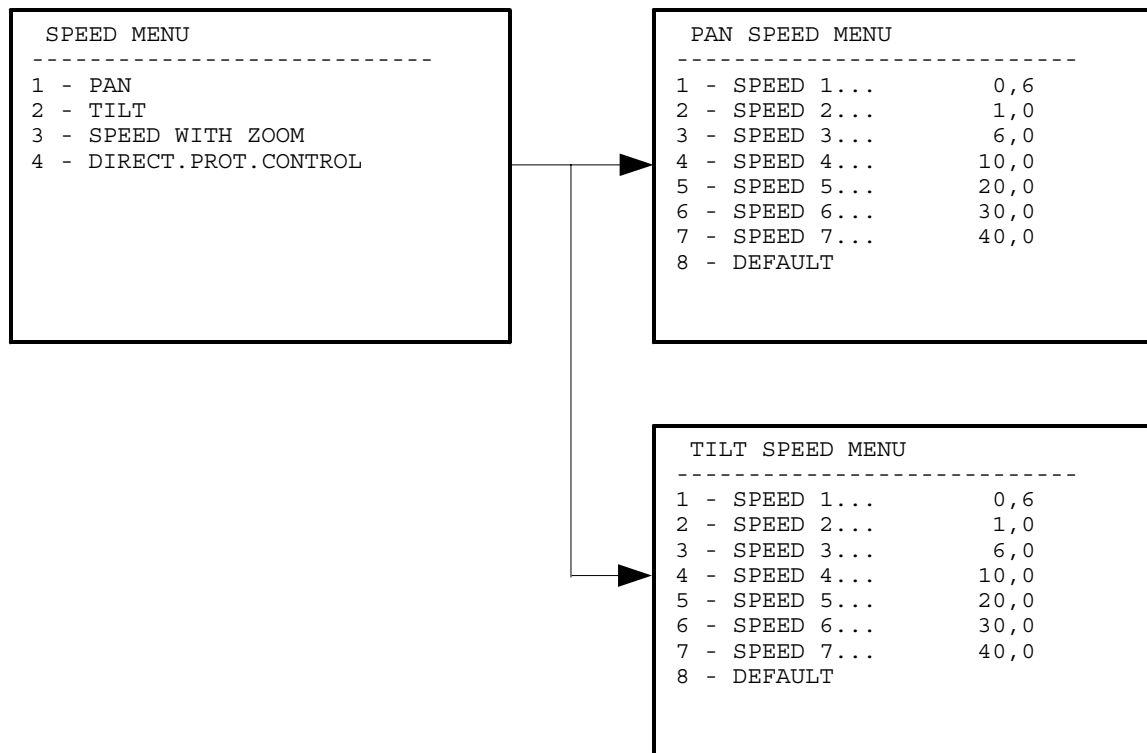 SPEED MENU
----------------------------
1 - PAN
2 - TILT
3 - SPEED WITH ZOOM
4 - DIRECT.PROT.CONTROL
PAN SPEED MENU
----------------------------
1 - SPEED 1... 0,6
2 - SPEED 2... 1,0
3 - SPEED 3... 6,0
4 - SPEED 4... 10,0
5 - SPEED 5... 20,0
6 - SPEED 6... 30,0
7 - SPEED 7... 40,0
8 - DEFAULT
TILT SPEED MENU
----------------------------
1 - SPEED 1... 0,6
2 - SPEED 2... 1,0
3 - SPEED 3... 6,0
4 - SPEED 4... 10,0
5 - SPEED 5... 20,0
6 - SPEED 6... 30,0
7 - SPEED 7... 40,0
8 - DEFAULT